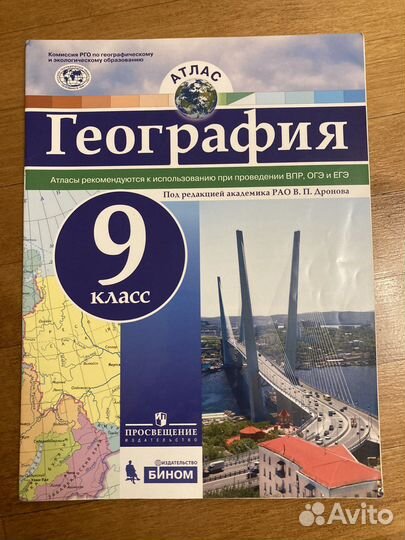 Комиссия РГО по географическому
и экологическому образованию
АТЛАС
География
Атласы рекомендуются к использованию при проведении ВПР, ОГЭ и ЕГЭ
Под редакцией академика РАО В. П. Дронова
9
класс
ПРОСВЕЩЕНИЕ
ИЗДАТЕЛЬСТВО
ИЗДАТЕЛЬСТВО
БИНОМ
Avito